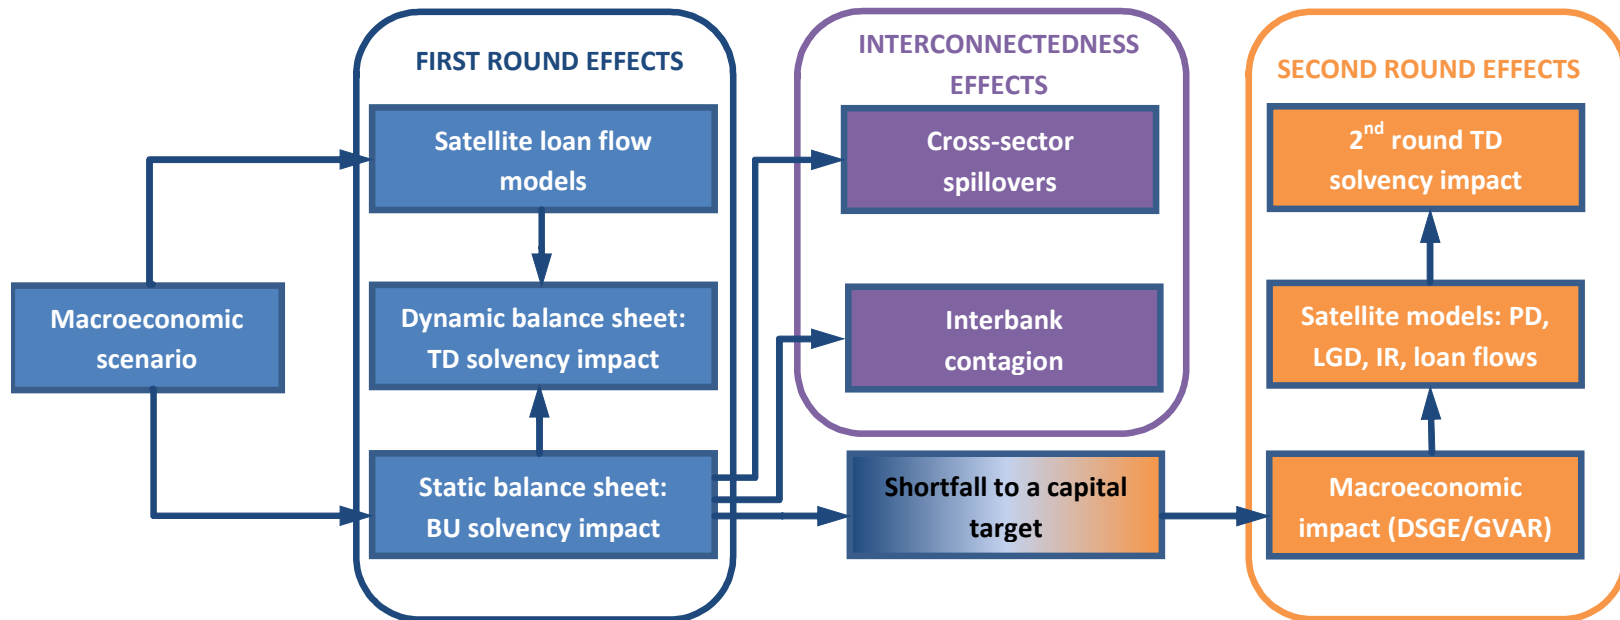 Macroeconomic
scenario
FIRST ROUND EFFECTS
Satellite loan flow
models
Dynamic balance sheet:
TD solvency impact
Static balance sheet:
BU solvency impact
INTERCONNECTEDNESS
EFFECTS
Cross-sector
spillovers
Interbank
contagion
Shortfall to a capital
target
SECOND ROUND EFFECTS
2nd round TD
solvency impact
Satellite models: PD,
LGD, IR, loan flows
Macroeconomic
impact (DSGE/GVAR)